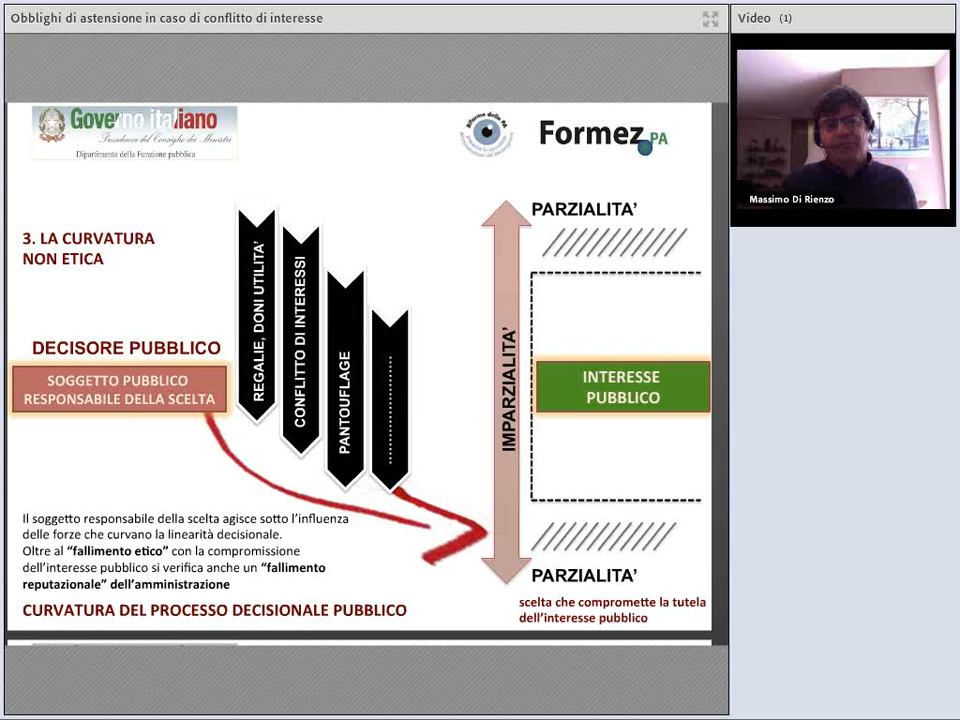 Obblighi di astensione in caso di conflitto di interesse
Video (1)
Massimo Di Rienzo
Governo italiano
Presidenza del Consiglio dei Ministri
Dipartimento della Funzione pubblica
Formez PA
3. LA CURVATURA
NON ETICA
DECISORE PUBBLICO
SOGGETTO PUBBLICO
RESPONSABILE DELLA SCELTA
REGALIE, DONI UTILITA'
CONFLITTO DI INTERESSI
PANTOUFLAGE
PARZIALITA'
IMPARZIALITA'
INTERESSE
PUBBLICO
PARZIALITA'
scelta che compromette la tutela
dell'interesse pubblico
Il soggetto responsabile della scelta agisce sotto l'influenza
delle forze che curvano la linearità decisionale.
Oltre al "fallimento etico" con la compromissione
dell'interesse pubblico si verifica anche un "fallimento
reputazionale" dell'amministrazione
CURVATURA DEL PROCESSO DECISIONALE PUBBLICO